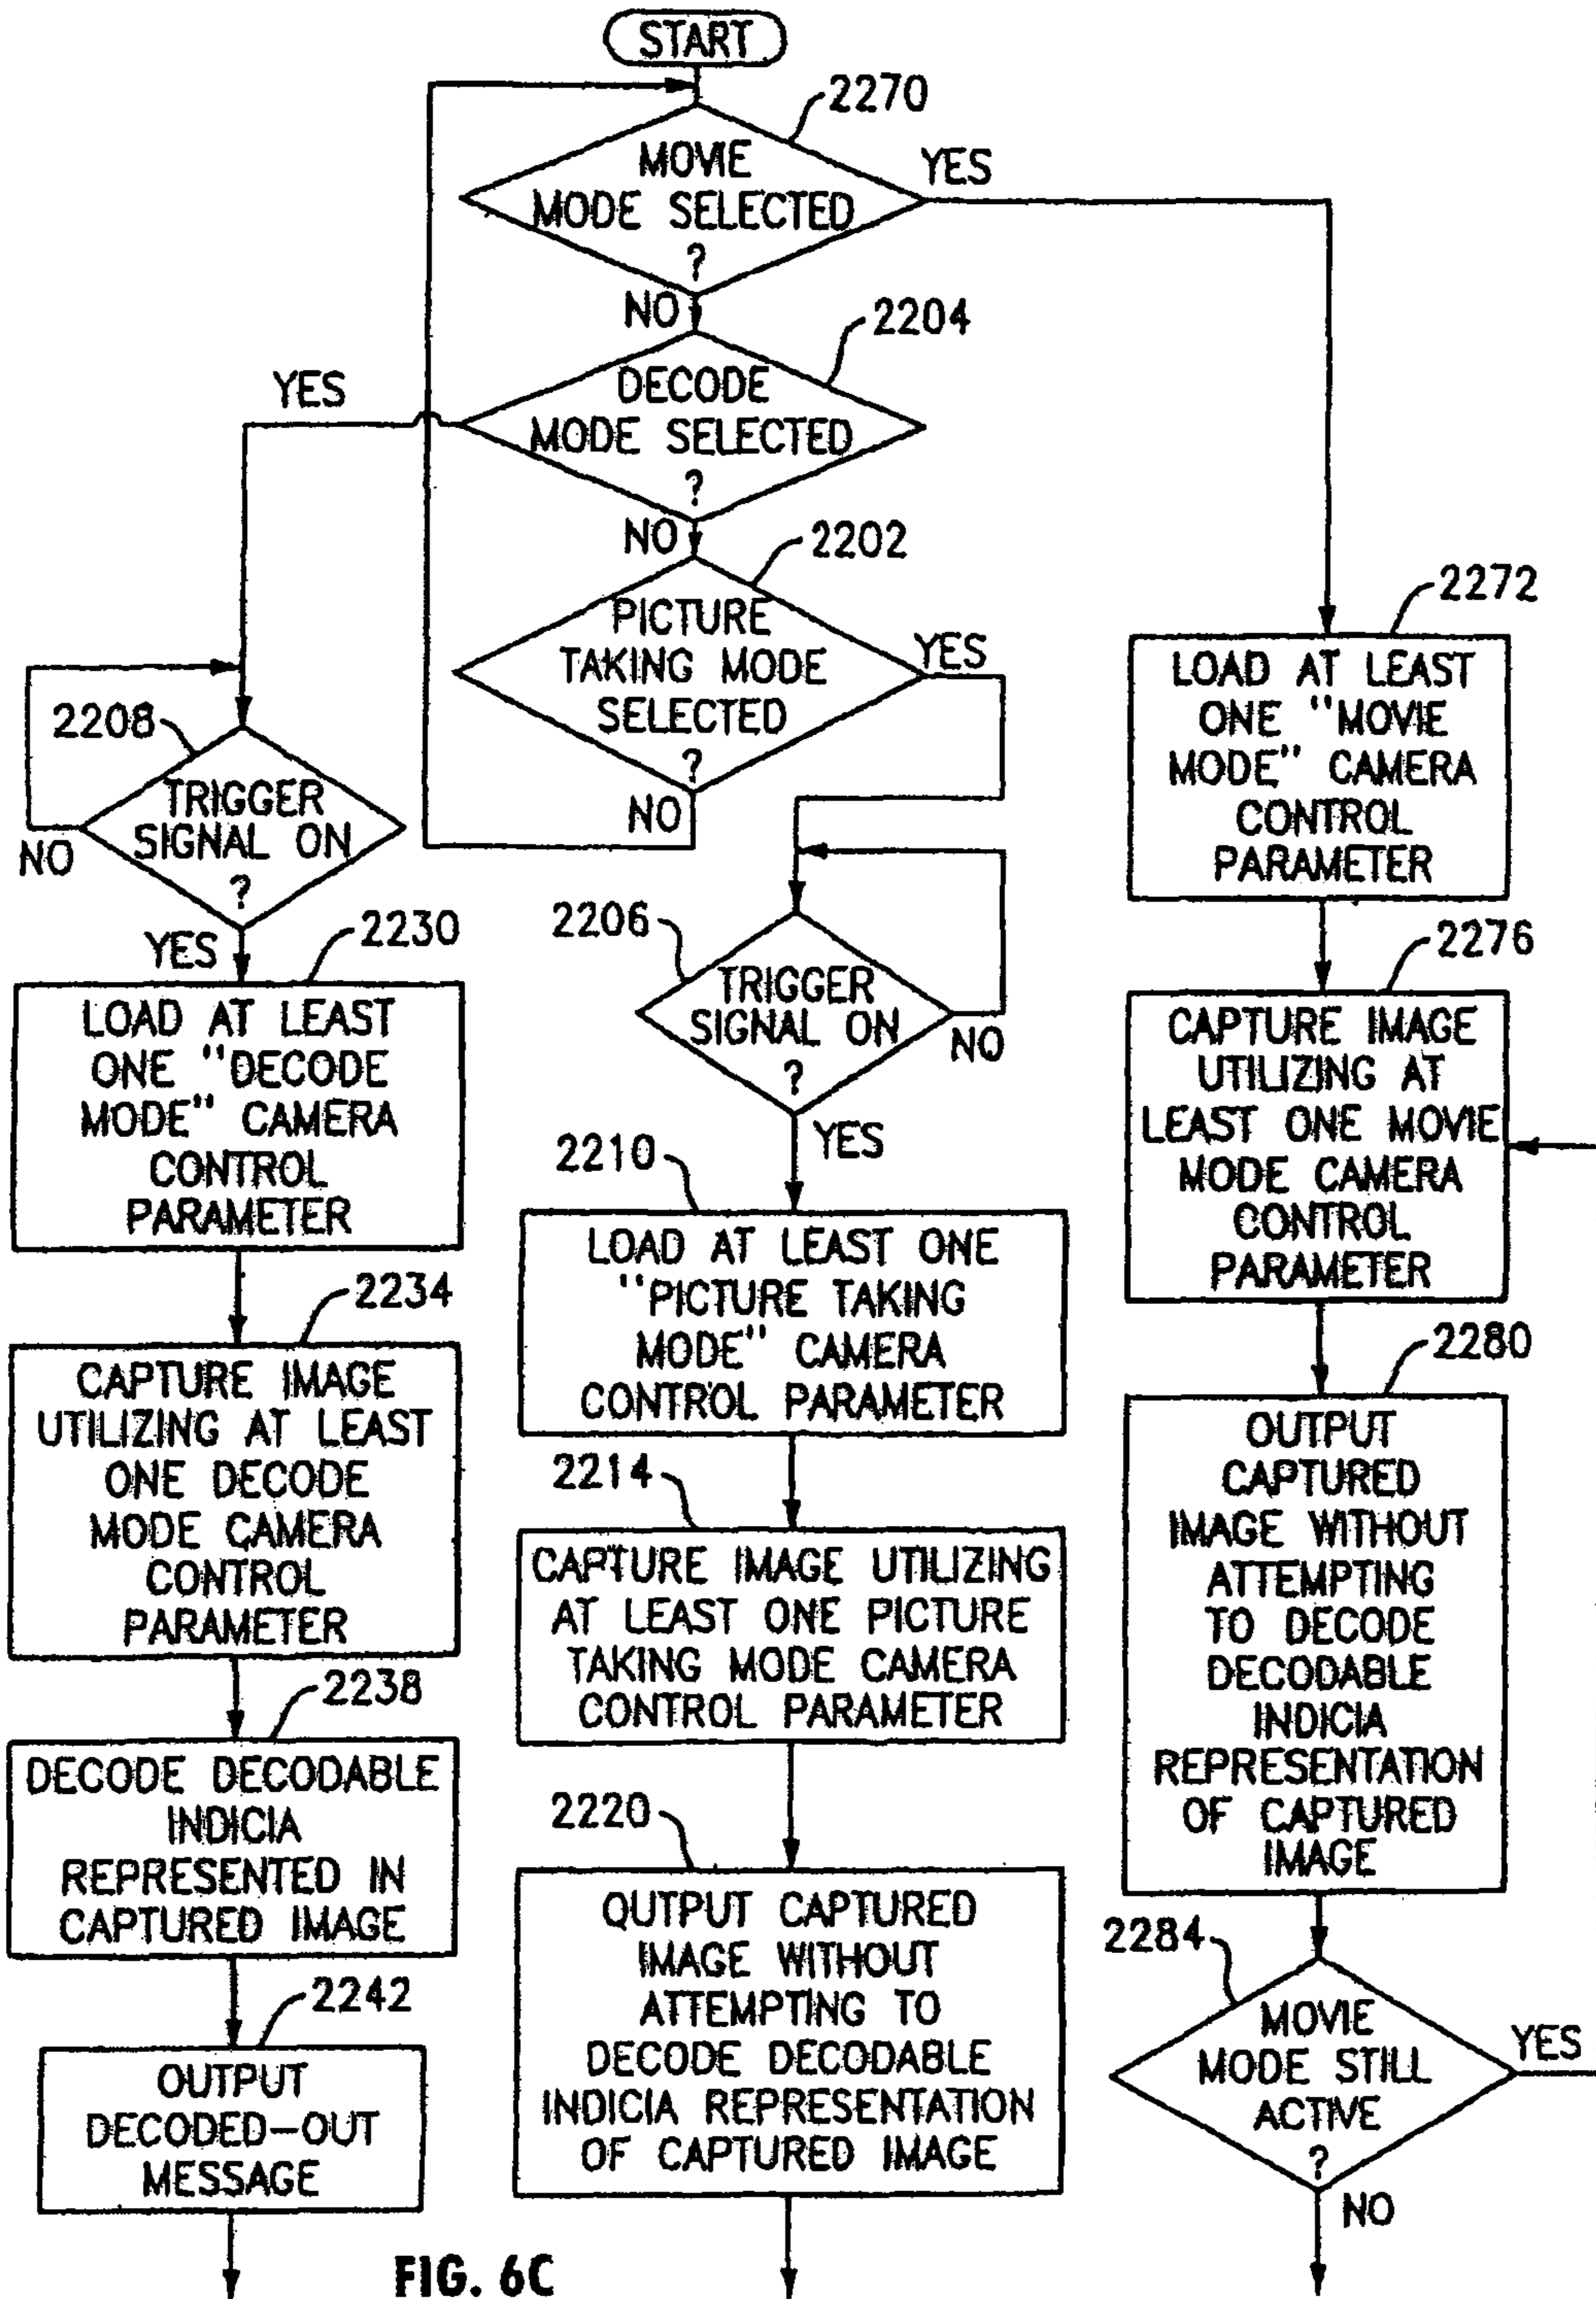 START
2270
MOVIE
MODE SELECTED
?
YES
NO
2204
DECODE
MODE SELECTED
?
YES
NO
2202
PICTURE
TAKING MODE
SELECTED
?
YES
NO
2208
TRIGGER
SIGNAL ON
?
NO
YES
2230
LOAD AT LEAST
ONE "DECODE
MODE" CAMERA
CONTROL
PARAMETER
2234
CAPTURE IMAGE
UTILIZING AT LEAST
ONE DECODE
MODE CAMERA
CONTROL
PARAMETER
2238
DECODE DECODABLE
INDICIA
REPRESENTED IN
CAPTURED IMAGE
2242
OUTPUT
DECODED-OUT
MESSAGE
2206
TRIGGER
SIGNAL ON
?
NO
YES
2210
LOAD AT LEAST ONE
"PICTURE TAKING
MODE" CAMERA
CONTROL PARAMETER
2214
CAPTURE IMAGE UTILIZING
AT LEAST ONE PICTURE
TAKING MODE CAMERA
CONTROL PARAMETER
2220
OUTPUT CAPTURED
IMAGE WITHOUT
ATTEMPTING TO
DECODE DECODABLE
INDICIA REPRESENTATION
OF CAPTURED IMAGE
2272
LOAD AT LEAST
ONE "MOVIE
MODE" CAMERA
CONTROL
PARAMETER
2276
CAPTURE IMAGE
UTILIZING AT
LEAST ONE MOVIE
MODE CAMERA
CONTROL
PARAMETER
2280
OUTPUT
CAPTURED
IMAGE WITHOUT
ATTEMPTING
TO DECODE
DECODABLE
INDICIA
REPRESENTATION
OF CAPTURED
IMAGE
2284
MOVIE
MODE STILL
ACTIVE
?
YES
NO
FIG. 6C